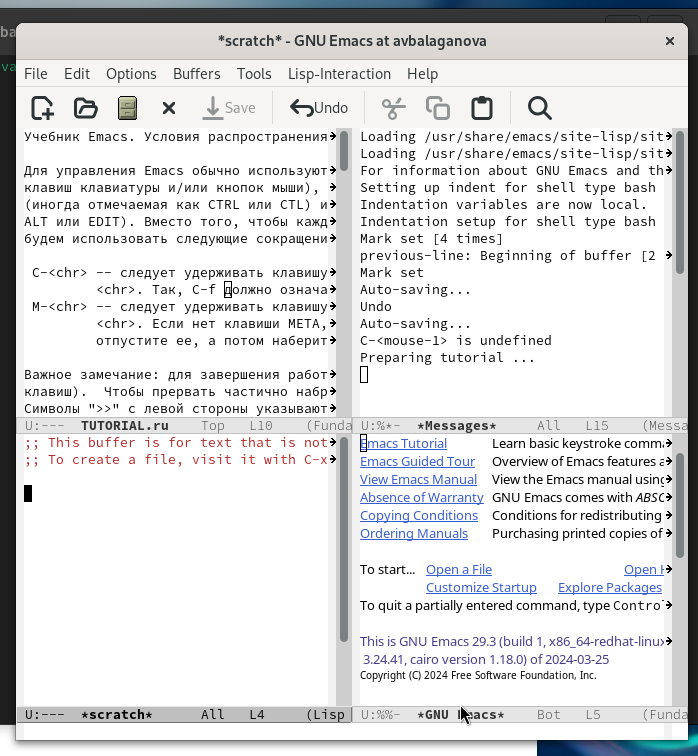 *scratch* - GNU Emacs at avbalaganova
File Edit Options Buffers Tools Lisp-Interaction Help
Save Undo
Учебник Emacs. Условия распространения
Для управления Emacs обычно используют
клавиш клавиатуры и/или кнопок мыши),
(иногда отмечаемая как CTRL или CTL) и
ALT или EDIT). Вместо того, чтобы кажд
будем использовать следующие сокращени
C-<chr> -- следует удерживать клавишу
<chr>. Так, C-f должно означа
M-<chr> -- следует удерживать клавишу
<chr>. Если нет клавиши META,
отпустите ее, а потом наберит
Важное замечание: для завершения работ
клавиш). Чтобы прервать частично набр
Символы ">>" с левой стороны указывают
U:--- TUTORIAL.ru Top L10 (Funda
Loading /usr/share/emacs/site-lisp/sit
Loading /usr/share/emacs/site-lisp/sit
For information about GNU Emacs and th
Setting up indent for shell type bash
Indentation variables are now local.
Indentation setup for shell type bash
Mark set [4 times]
previous-line: Beginning of buffer [2
Mark set
Auto-saving...
Undo
Auto-saving...
C-<mouse-1> is undefined
Preparing tutorial ...
U:%*- *Messages* All L15 (Messa
;; This buffer is for text that is not
;; To create a file, visit it with C-x
U:--- *scratch* All L4 (Lisp
Emacs Tutorial Learn basic keystroke comma
Emacs Guided Tour Overview of Emacs features a
View Emacs Manual View the Emacs manual using
Absence of Warranty GNU Emacs comes with ABSO
Copying Conditions Conditions for redistributing
Ordering Manuals Purchasing printed copies of
To start... Open a File Open H
Customize Startup Explore Packages
To quit a partially entered command, type Contro
This is GNU Emacs 29.3 (build 1, x86_64-redhat-linux
3.24.41, cairo version 1.18.0) of 2024-03-25
Copyright (C) 2024 Free Software Foundation, Inc.
U:%%- *GNU Emacs* Bot L5 (Funda